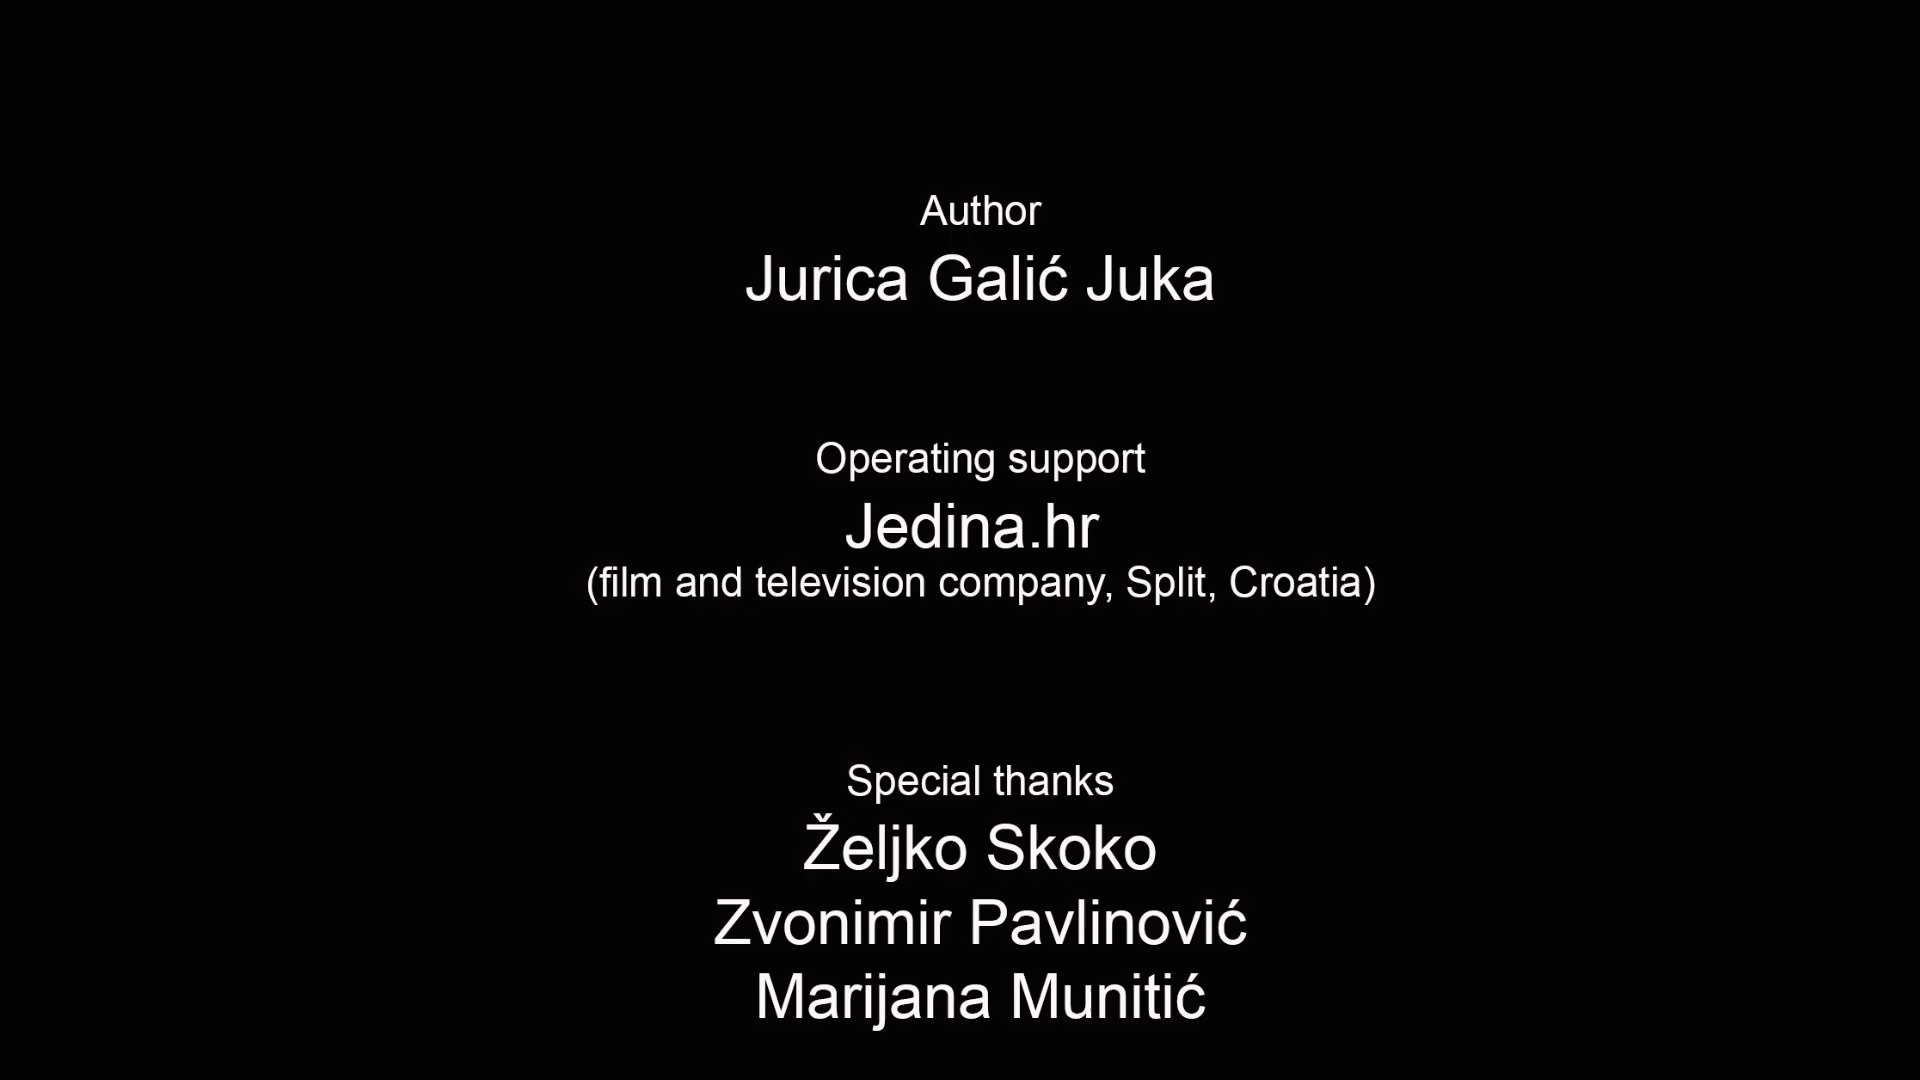 Author
Jurica Galić Juka
Operating support
Jedina.hr
(film and television company, Split, Croatia)
Special thanks
Željko Skoko
Zvonimir Pavlinović
Marijana Munitić